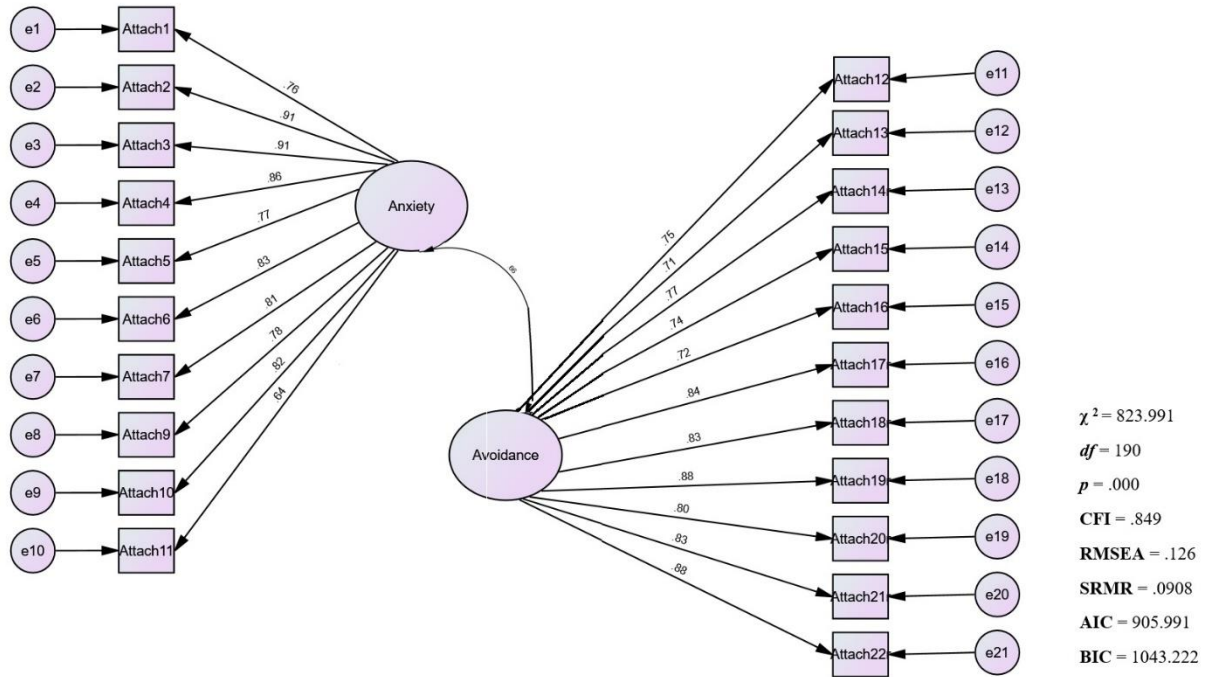 e1 Attach1
e2 Attach2
e3 Attach3
e4 Attach4
e5 Attach5
e6 Attach6
e7 Attach7
e8 Attach9
e9 Attach10
e10 Attach11
.76
.91
.91
.86
.77
.83
.81
.78
.82
.64
Anxiety
Avoidance
.75
.71
.77
.74
.72
.84
.83
.88
.80
.83
.88
Attach12 e11
Attach13 e12
Attach14 e13
Attach15 e14
Attach16 e15
Attach17 e16
Attach18 e17
Attach19 e18
Attach20 e19
Attach21 e20
Attach22 e21
χ² = 823.991
df = 190
p = .000
CFI = .849
RMSEA = .126
SRMR = .0908
AIC = 905.991
BIC = 1043.222